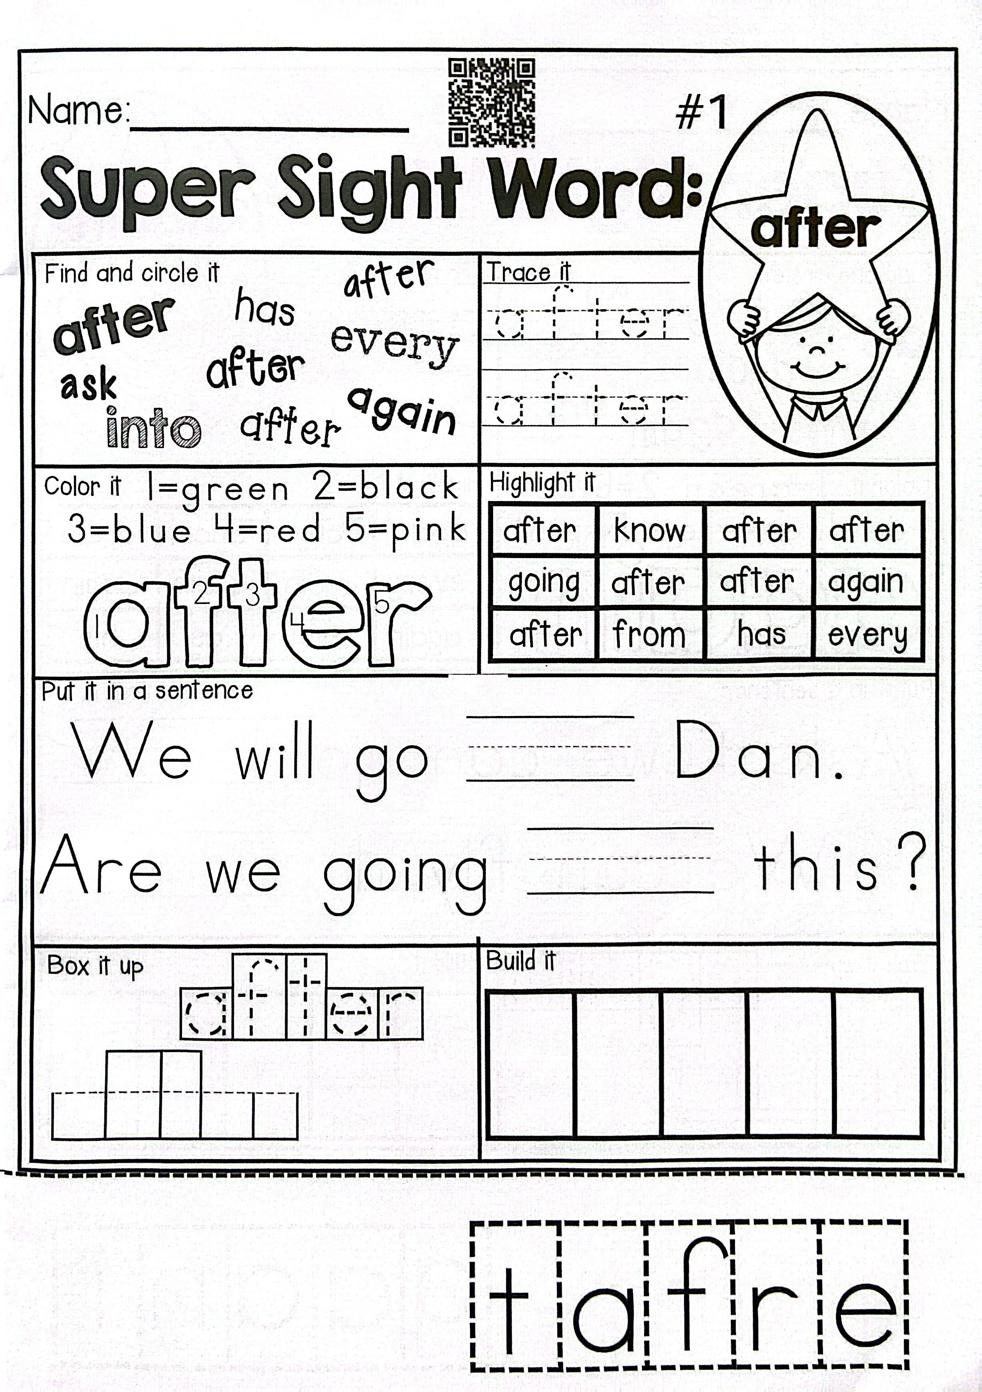 Name:
#1
Super Sight Word:
after
Find and circle it
after
has
after
every
ask
after
into
after
again
Trace it
after
after
Color it 1=green 2=black
3=blue 4=red 5=pink
after
1 2 3 4 5
Highlight it
after know after after
going after after again
after from has every
Put it in a sentence
We will go Dan.
Are we going this?
Box it up
after
Build it
t a f r e